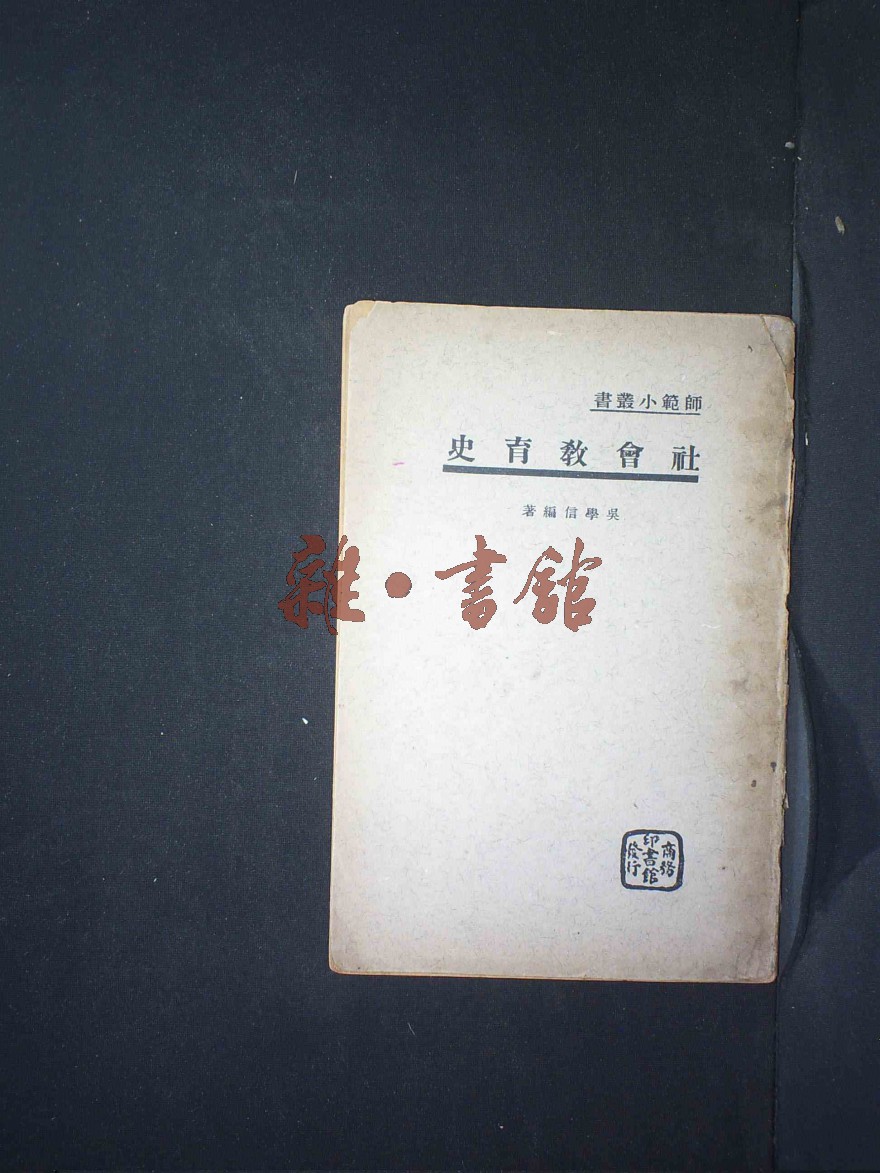 師範小叢書
社會教育史
吳學信編著
雜·書館
商務
印書館
發行